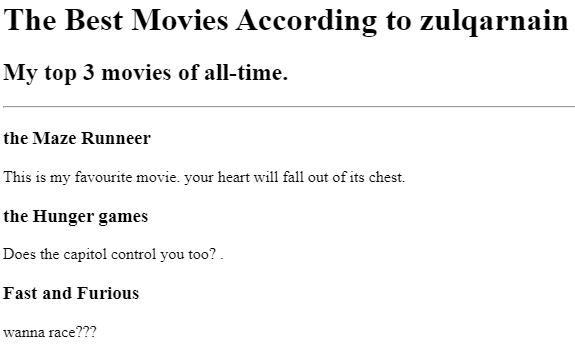 The Best Movies According to zulqarnain
My top 3 movies of all-time.
the Maze Runneer
This is my favourite movie. your heart will fall out of its chest.
the Hunger games
Does the capitol control you too? .
Fast and Furious
wanna race???